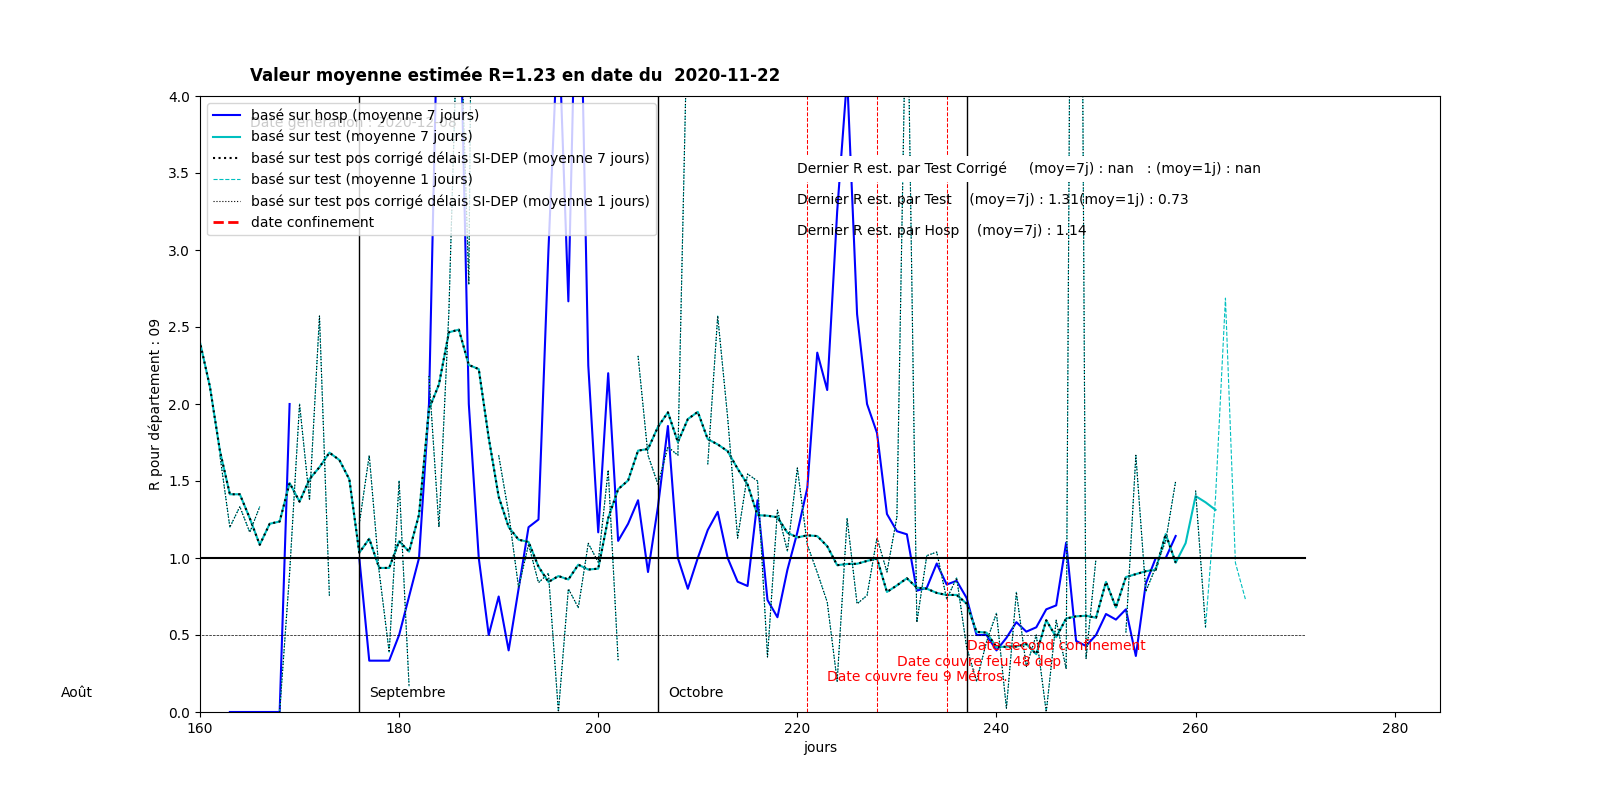 Valeur moyenne estimée R=1.23 en date du  2020-11-22
Date génération : 2020-12-08
basé sur hosp (moyenne 7 jours)
basé sur test (moyenne 7 jours)
basé sur test pos corrigé délais SI-DEP (moyenne 7 jours)
basé sur test (moyenne 1 jours)
basé sur test pos corrigé délais SI-DEP (moyenne 1 jours)
date confinement
Dernier R est. par Test Corrigé (moy=7j) : nan : (moy=1j) : nan
Dernier R est. par Test (moy=7j) : 1.31(moy=1j) : 0.73
Dernier R est. par Hosp (moy=7j) : 1.14
4.0
3.5
3.0
2.5
2.0
1.5
1.0
0.5
0.0
R pour département : 09
Date second confinement
Date couvre feu 48 dep
Date couvre feu 9 Métros
Août
Septembre
Octobre
160 180 200 220 240 260 280
jours